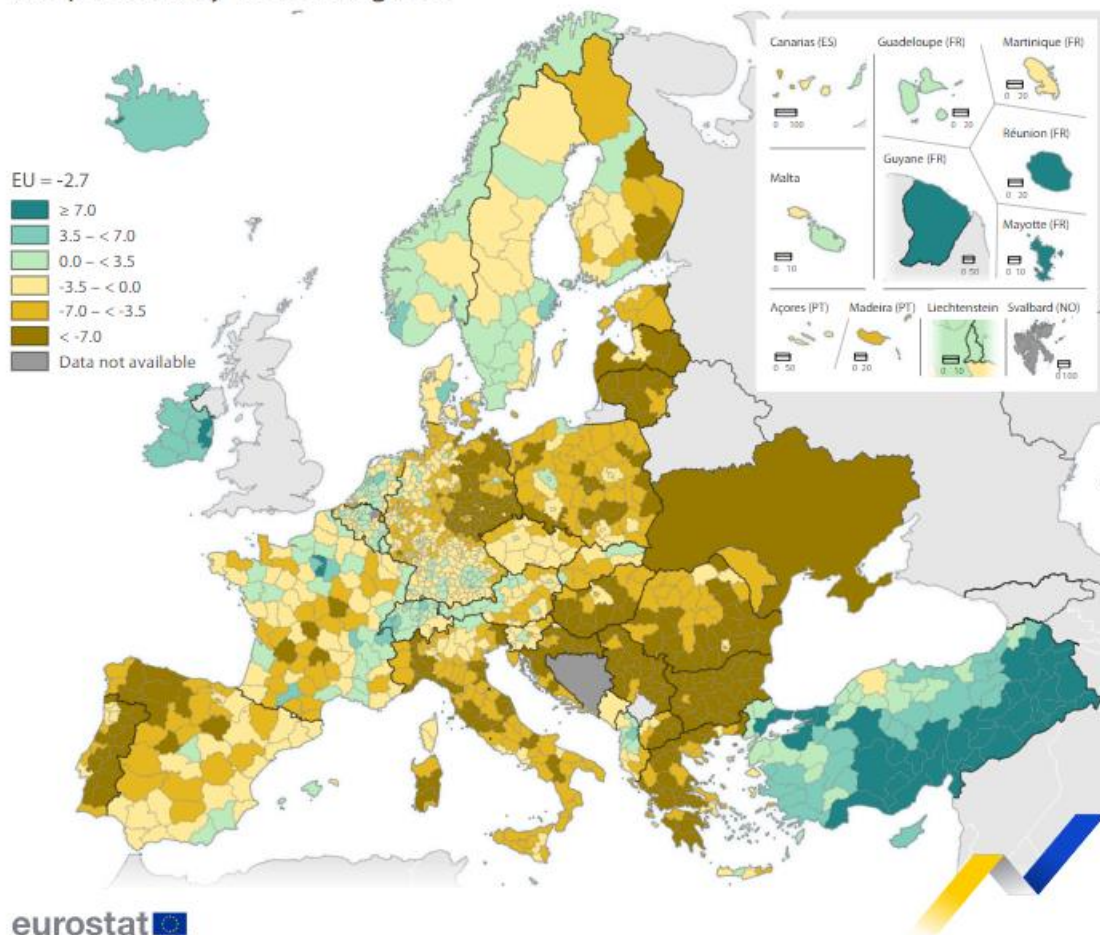 EU = -2.7
≥ 7.0
3.5 – < 7.0
0.0 – < 3.5
-3.5 – < 0.0
-7.0 – < -3.5
< -7.0
Data not available
Canarias (ES)
0 100
Guadeloupe (FR)
0 20
Martinique (FR)
0 20
Malta
0 10
Guyane (FR)
0 50
Réunion (FR)
0 20
Mayotte (FR)
0 10
Açores (PT)
0 50
Madeira (PT)
0 20
Liechtenstein
0 10
Svalbard (NO)
0 100
eurostat